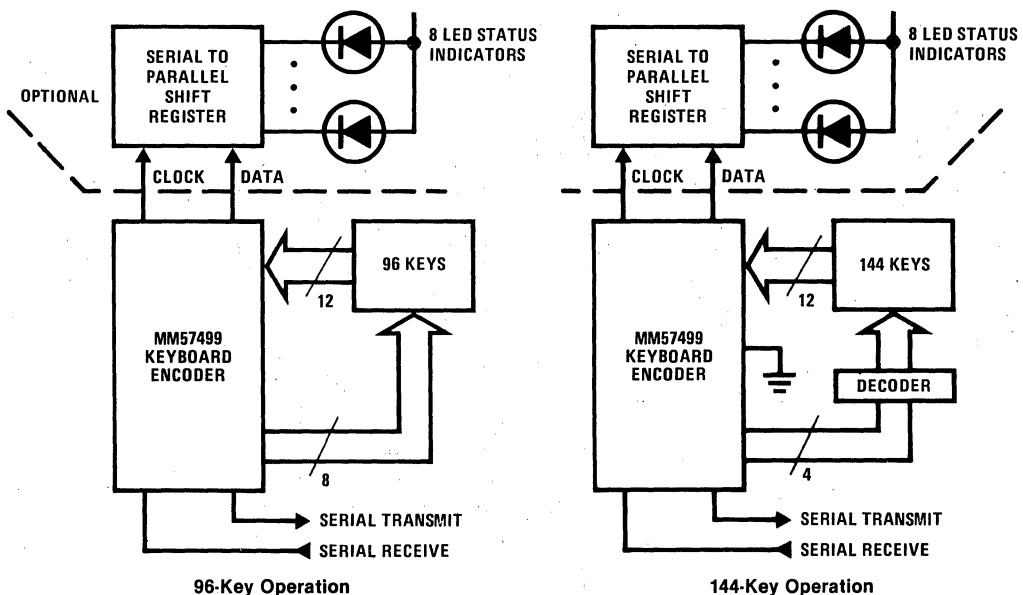 SERIAL TO
PARALLEL
SHIFT
REGISTER
8 LED STATUS
INDICATORS
OPTIONAL
CLOCK
DATA
96 KEYS
12
MM57499
KEYBOARD
ENCODER
8
SERIAL TRANSMIT
SERIAL RECEIVE
96-Key Operation
SERIAL TO
PARALLEL
SHIFT
REGISTER
8 LED STATUS
INDICATORS
CLOCK
DATA
144 KEYS
12
MM57499
KEYBOARD
ENCODER
DECODER
4
SERIAL TRANSMIT
SERIAL RECEIVE
144-Key Operation